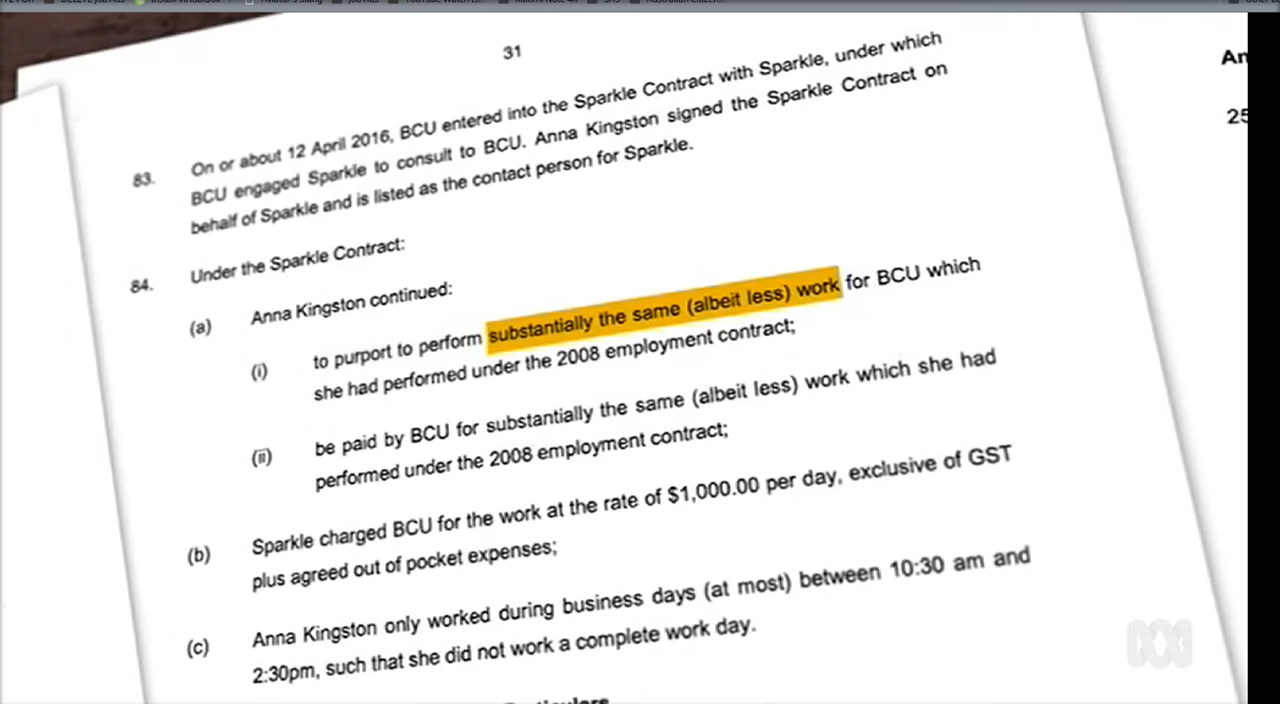 31
83. On or about 12 April 2016, BCU entered into the Sparkle Contract with Sparkle, under which
BCU engaged Sparkle to consult to BCU. Anna Kingston signed the Sparkle Contract on
behalf of Sparkle and is listed as the contact person for Sparkle.
84. Under the Sparkle Contract:
(a) Anna Kingston continued:
(i) to purport to perform substantially the same (albeit less) work for BCU which
she had performed under the 2008 employment contract;
(ii) be paid by BCU for substantially the same (albeit less) work which she had
performed under the 2008 employment contract;
(b) Sparkle charged BCU for the work at the rate of $1,000.00 per day, exclusive of GST
plus agreed out of pocket expenses;
(c) Anna Kingston only worked during business days (at most) between 10:30 am and
2:30pm, such that she did not work a complete work day.
An
25